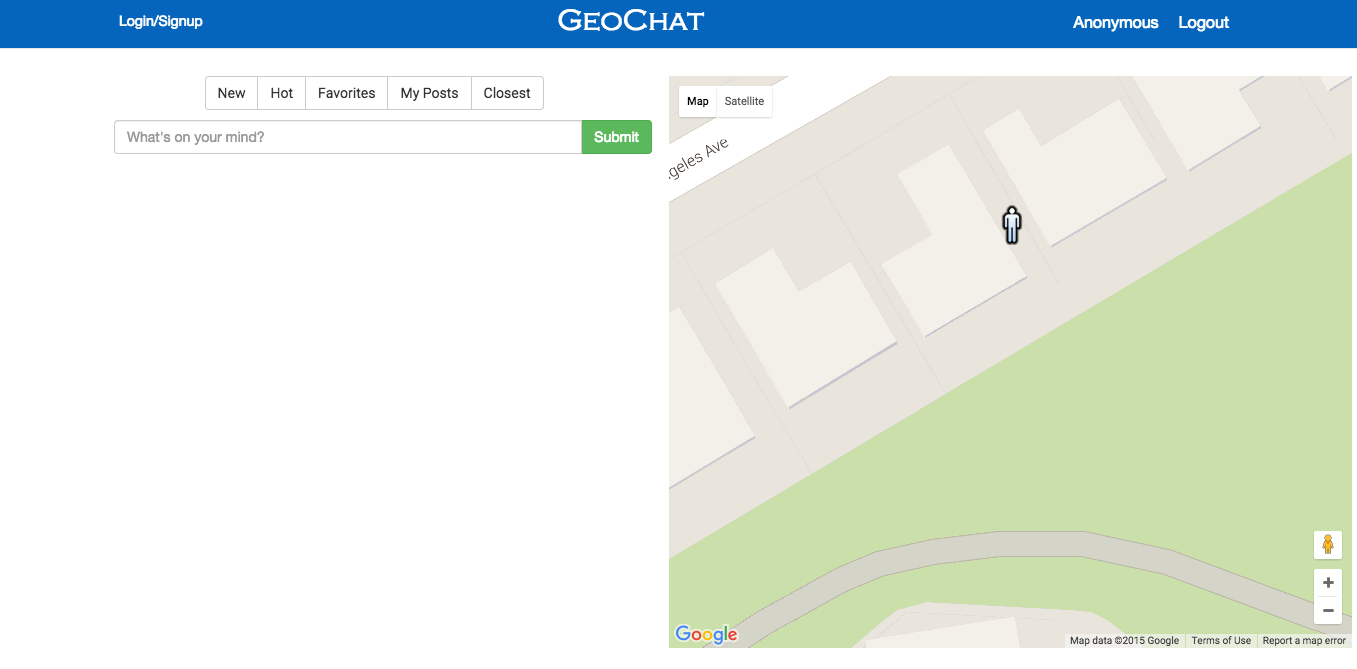 Login/Signup
GEOCHAT
Anonymous Logout
New Hot Favorites My Posts Closest
What's on your mind? Submit
Map Satellite
geles Ave
Google
Map data ©2015 Google Terms of Use Report a map error